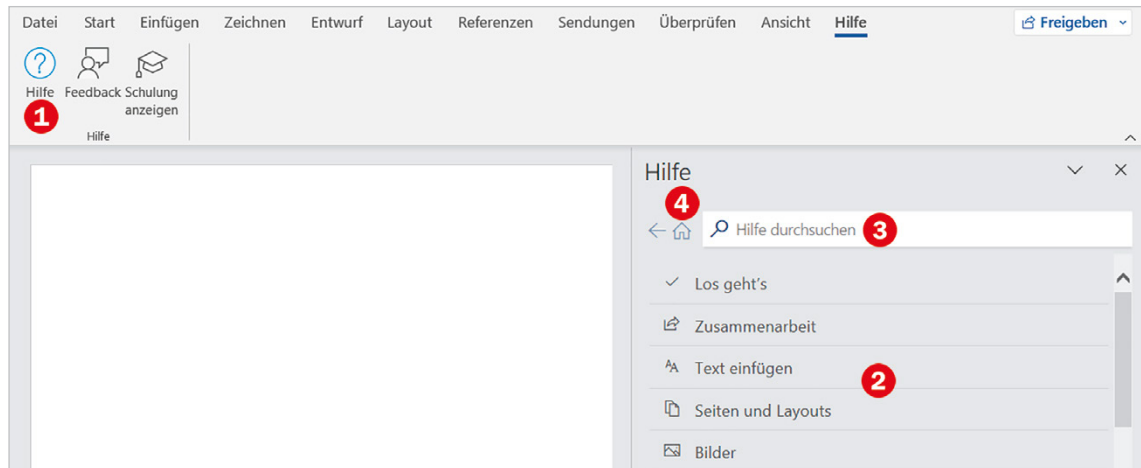 Datei Start Einfügen Zeichnen Entwurf Layout Referenzen Sendungen Überprüfen Ansicht Hilfe Freigeben
Hilfe Feedback Schulung
anzeigen
1
Hilfe
Hilfe
4
Hilfe durchsuchen 3
Los geht's
Zusammenarbeit
AA Text einfügen
2
Seiten und Layouts
Bilder